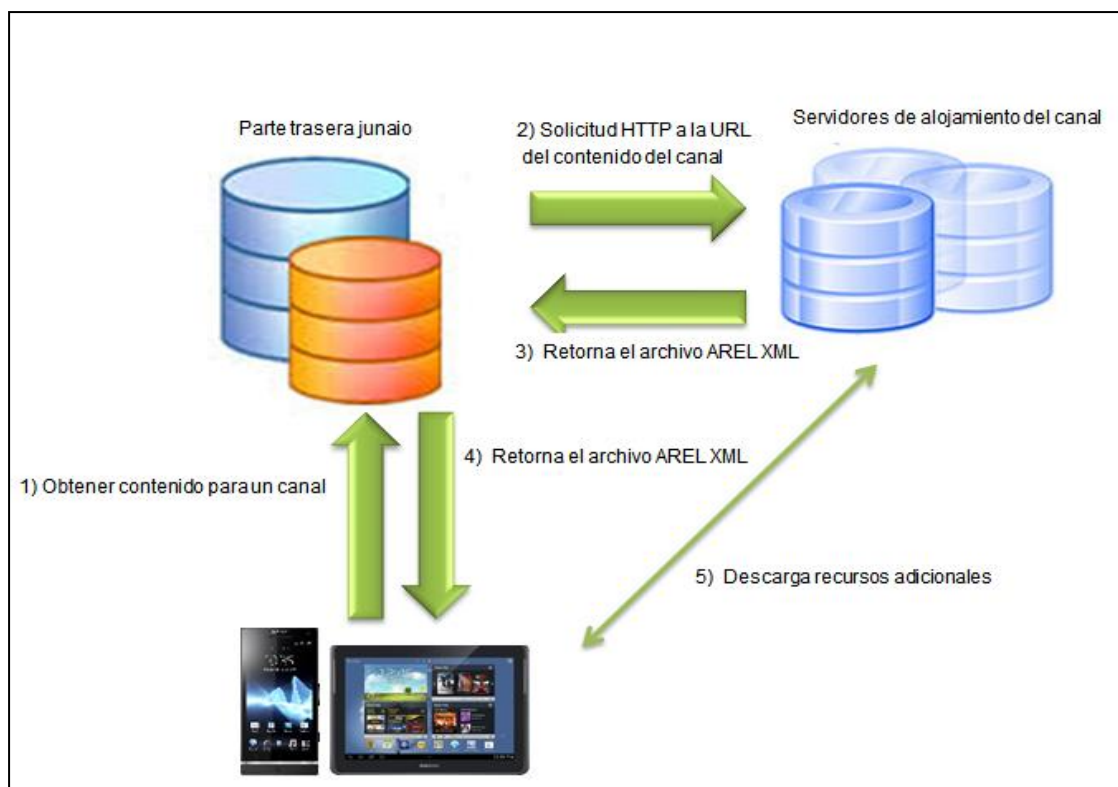 Parte trasera junaio
2) Solicitud HTTP a la URL
del contenido del canal
Servidores de alojamiento del canal
3) Retorna el archivo AREL XML
4) Retorna el archivo AREL XML
1) Obtener contenido para un canal
5) Descarga recursos adicionales